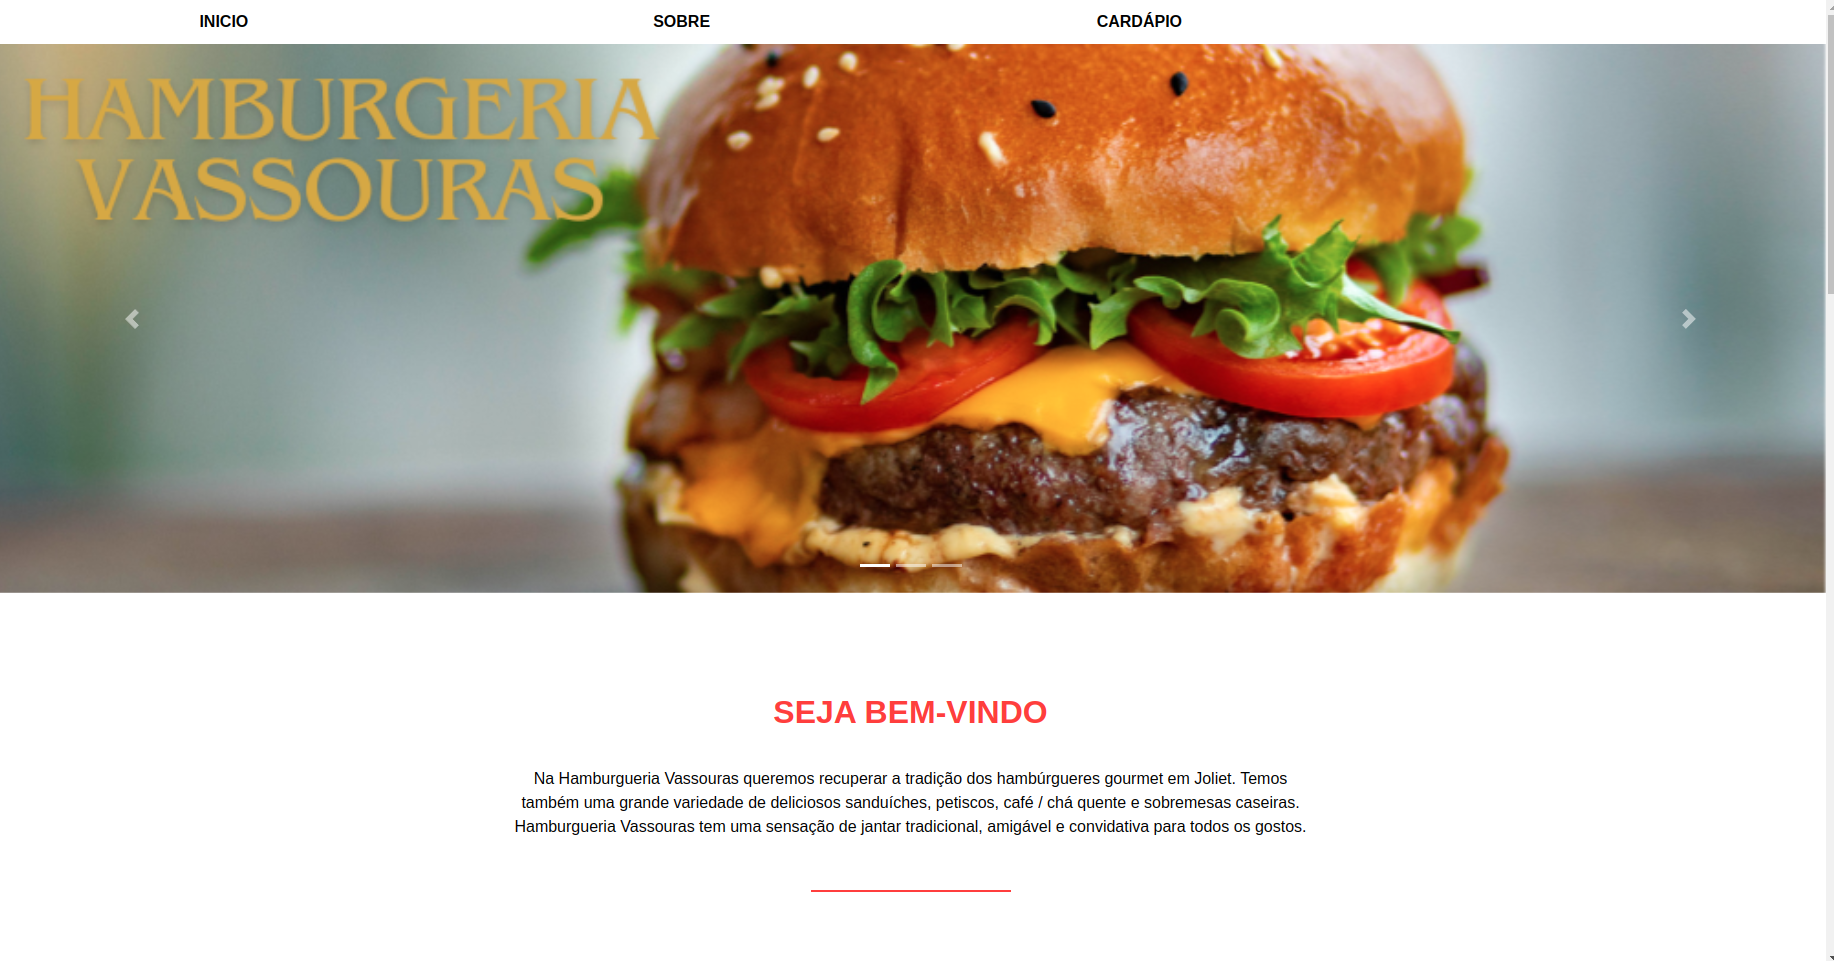 INICIO
SOBRE
CARDÁPIO
HAMBURGERIA
VASSOURAS
SEJA BEM-VINDO
Na Hamburgueria Vassouras queremos recuperar a tradição dos hambúrgueres gourmet em Joliet. Temos
também uma grande variedade de deliciosos sanduíches, petiscos, café / chá quente e sobremesas caseiras.
Hamburgueria Vassouras tem uma sensação de jantar tradicional, amigável e convidativa para todos os gostos.